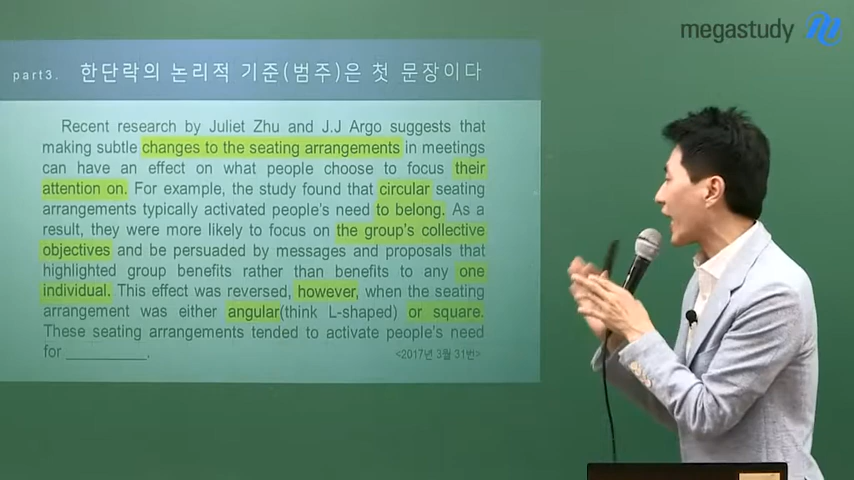 megastudy
part3. 한단락의 논리적 기준(범주)은 첫 문장이다
Recent research by Juliet Zhu and J.J Argo suggests that
making subtle changes to the seating arrangements in meetings
can have an effect on what people choose to focus their
attention on. For example, the study found that circular seating
arrangements typically activated people's need to belong. As a
result, they were more likely to focus on the group's collective
objectives and be persuaded by messages and proposals that
highlighted group benefits rather than benefits to any one
individual. This effect was reversed, however, when the seating
arrangement was either angular(think L-shaped) or square.
These seating arrangements tended to activate people's need
for ____________.
<2017년 3월 31번>